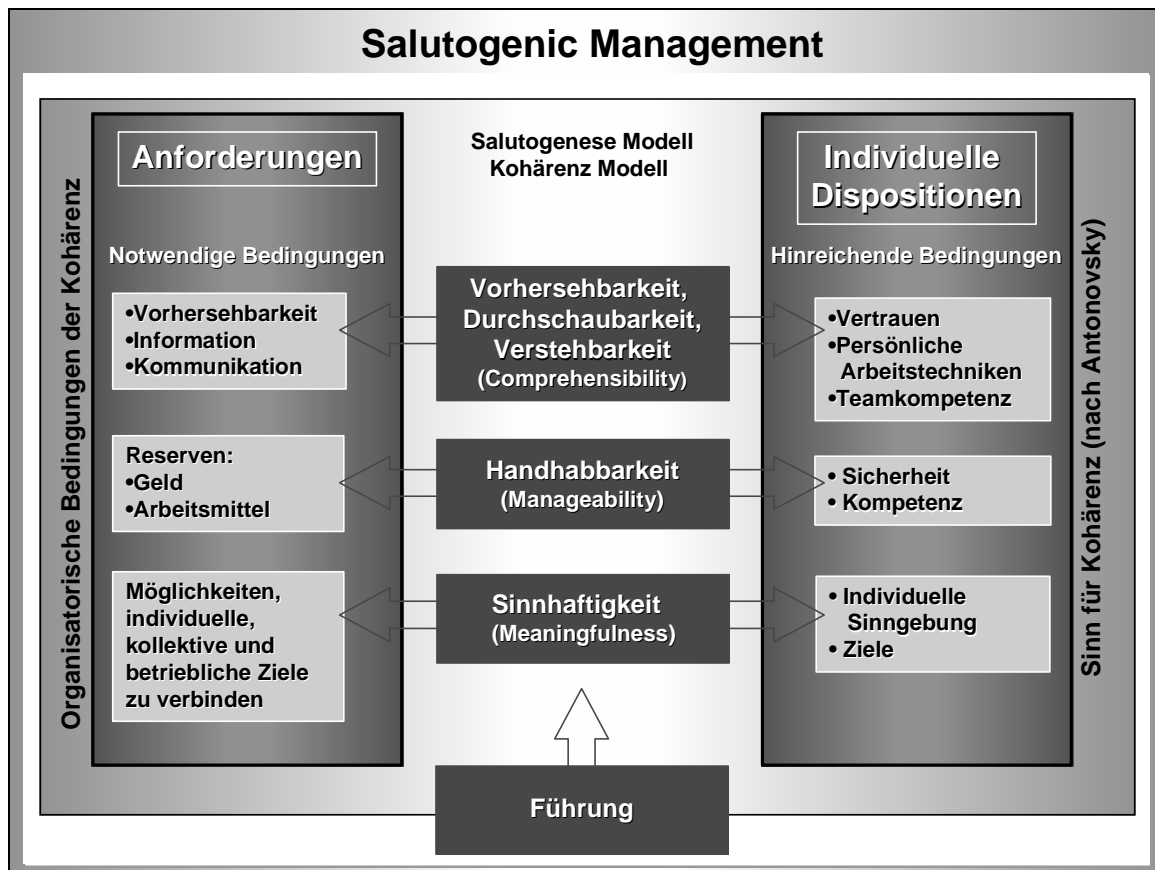 Salutogenic Management
Organisatorische Bedingungen der Kohärenz
Anforderungen
Notwendige Bedingungen
•Vorhersehbarkeit
•Information
•Kommunikation
Reserven:
•Geld
•Arbeitsmittel
Möglichkeiten,
individuelle,
kollektive und
betriebliche Ziele
zu verbinden
Salutogenese Modell
Kohärenz Modell
Vorhersehbarkeit,
Durchschaubarkeit,
Verstehbarkeit
(Comprehensibility)
Handhabbarkeit
(Manageability)
Sinnhaftigkeit
(Meaningfulness)
Führung
Individuelle
Dispositionen
Hinreichende Bedingungen
•Vertrauen
•Persönliche
Arbeitstechniken
•Teamkompetenz
• Sicherheit
• Kompetenz
• Individuelle
Sinngebung
• Ziele
Sinn für Kohärenz (nach Antonovsky)